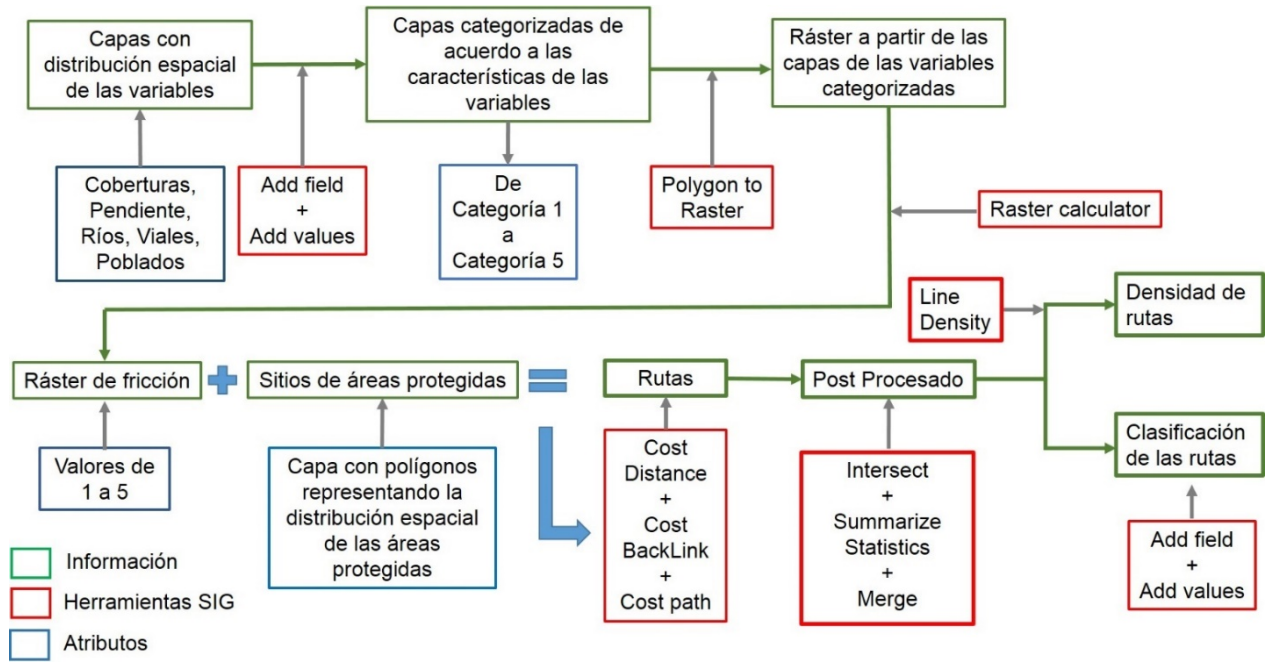 Capas con
distribución espacial
de las variables
Capas categorizadas
de acuerdo a las
características de las
variables
Ráster a partir de las
capas de las variables
categorizadas
Coberturas,
Pendiente,
Ríos, Viales,
Poblados
Add field
+
Add values
De
Categoría 1
a
Categoría 5
Polygon to
Raster
Raster calculator
Line
Density
Densidad de
rutas
Ráster de fricción
Sitios de áreas protegidas
Rutas
Post Procesado
Clasificación
de las rutas
Valores de
1 a 5
Capa con polígonos
representando la
distribución espacial
de las áreas
protegidas
Cost
Distance
+
Cost
BackLink
+
Cost path
Intersect
+
Summarize
Statistics
+
Merge
Add field
+
Add values
Información
Herramientas SIG
Atributos